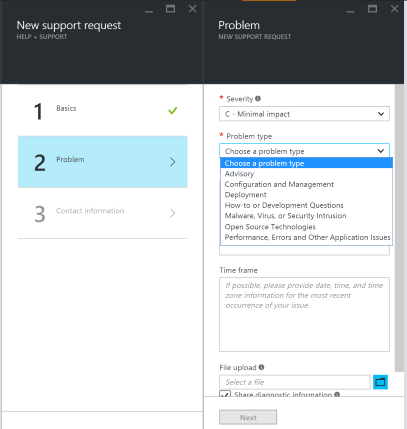 New support request
HELP + SUPPORT
1 Basics
2 Problem
3 Contact information
Problem
NEW SUPPORT REQUEST
* Severity
C - Minimal impact
* Problem type
Choose a problem type
Choose a problem type
Advisory
Configuration and Management
Deployment
How-to or Development Questions
Malware, Virus, or Security Intrusion
Open Source Technologies
Performance, Errors and Other Application Issues
Time frame
If possible, please provide date, time, and time
zone information for the most recent
occurrence of your issue.
File upload
Select a file
Share diagnostic information
Next